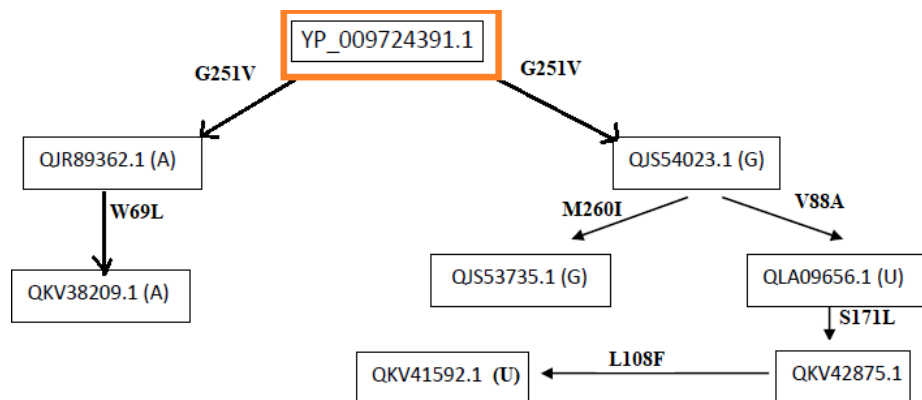 YP_009724391.1
G251V
G251V
QJR89362.1 (A)
QJS54023.1 (G)
W69L
M260I
V88A
QKV38209.1 (A)
QJS53735.1 (G)
QLA09656.1 (U)
S171L
L108F
QKV41592.1 (U)
QKV42875.1